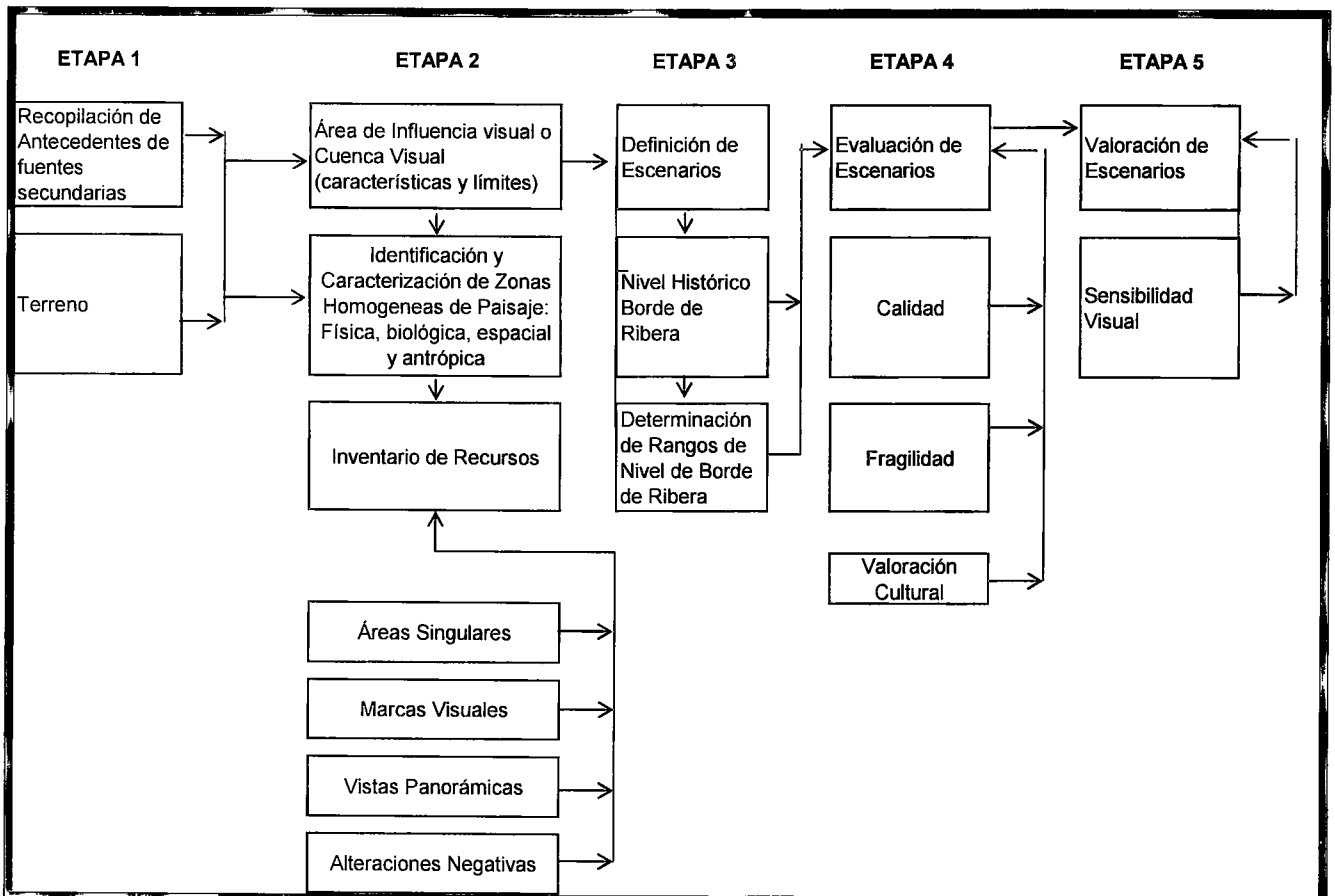 ETAPA 1
ETAPA 2
ETAPA 3
ETAPA 4
ETAPA 5
Recopilación de
Antecedentes de
fuentes
secundarias
Terreno
Área de Influencia visual o
Cuenca Visual
(características y límites)
Identificación y
Caracterización de Zonas
Homogeneas de Paisaje:
Física, biológica, espacial
y antrópica
Inventario de Recursos
Áreas Singulares
Marcas Visuales
Vistas Panorámicas
Alteraciones Negativas
Definición de
Escenarios
Nivel Histórico
Borde de
Ribera
Determinación
de Rangos de
Nivel de Borde
de Ribera
Evaluación de
Escenarios
Calidad
Fragilidad
Valoración
Cultural
Valoración de
Escenarios
Sensibilidad
Visual